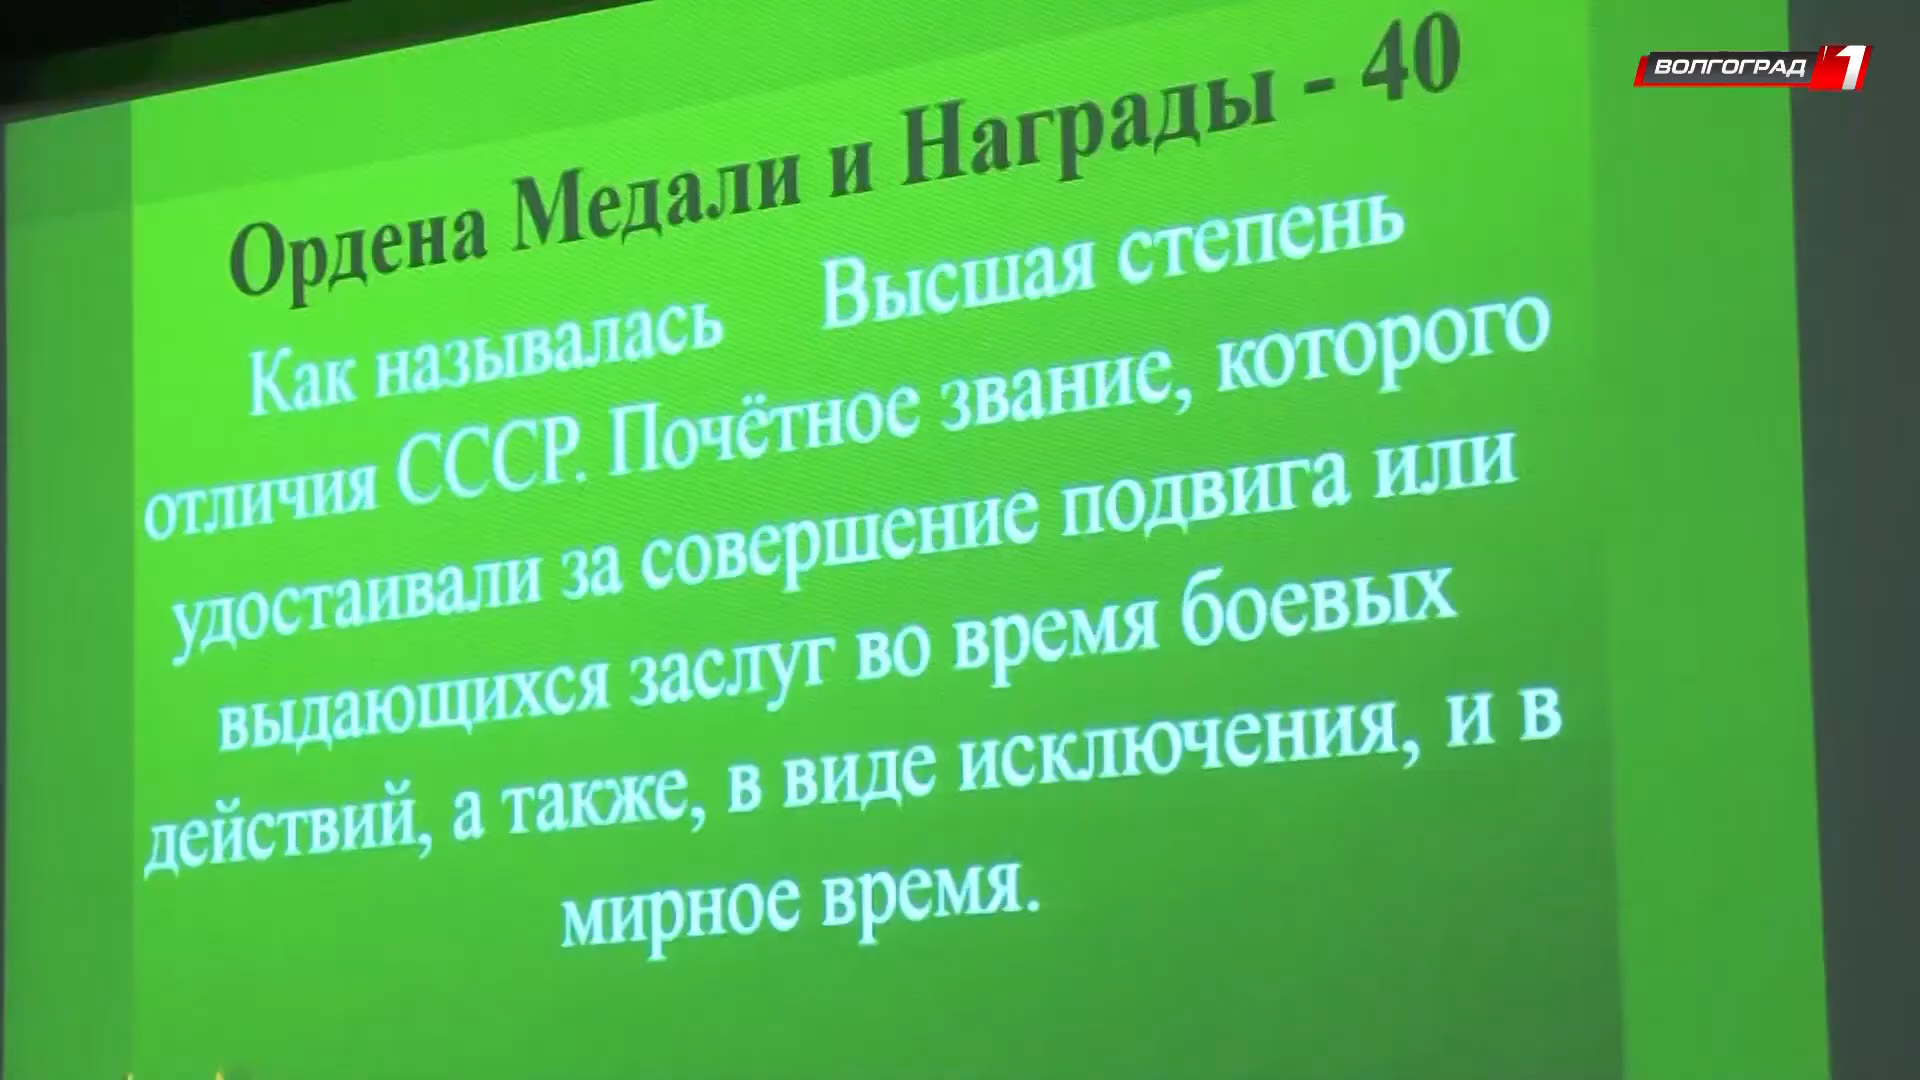 ВОЛГОГРАД 1
Ордена Медали и Награды - 40
Как называлась Высшая степень
отличия СССР. Почётное звание, которого
удостаивали за совершение подвига или
выдающихся заслуг во время боевых
действий, а также, в виде исключения, и в
мирное время.